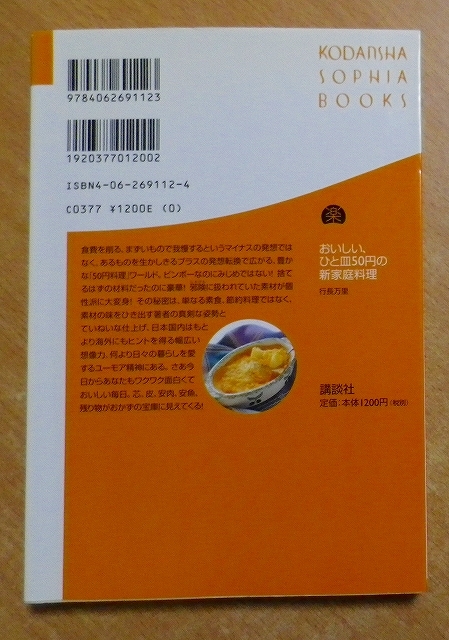 KODANSHA
SOPHIA
BOOKS
9784062691123
1920377012002
ISBN4-06-269112-4
C0377 ¥1200E (0)
楽
おいしい、
ひと皿50円の
新家庭料理
行長万里
食費を削る、まずいもので我慢するというマイナスの発想では
なく、あるものを生かしきるプラスの発想転換で広がる、豊か
な「50円料理」ワールド。ビンボーなのにみじめではない! 捨て
るはずの材料だったのに豪華! 邪険に扱われていた素材が個
性派に大変身! その秘密は、単なる素食、節約料理ではなく、
素材の味をひき出す著者の真剣な姿勢と
ていねいな仕上げ、日本国内はもと
より海外にもヒントを得る幅広い
想像力、何より日々の暮らしを愛
するユーモア精神にある。さあ今
日からあなたもワクワク面白くて
おいしい毎日。芯、皮、安肉、安魚、
残り物がおかずの宝庫に見えてくる!
講談社
定価:本体1200円(税別)